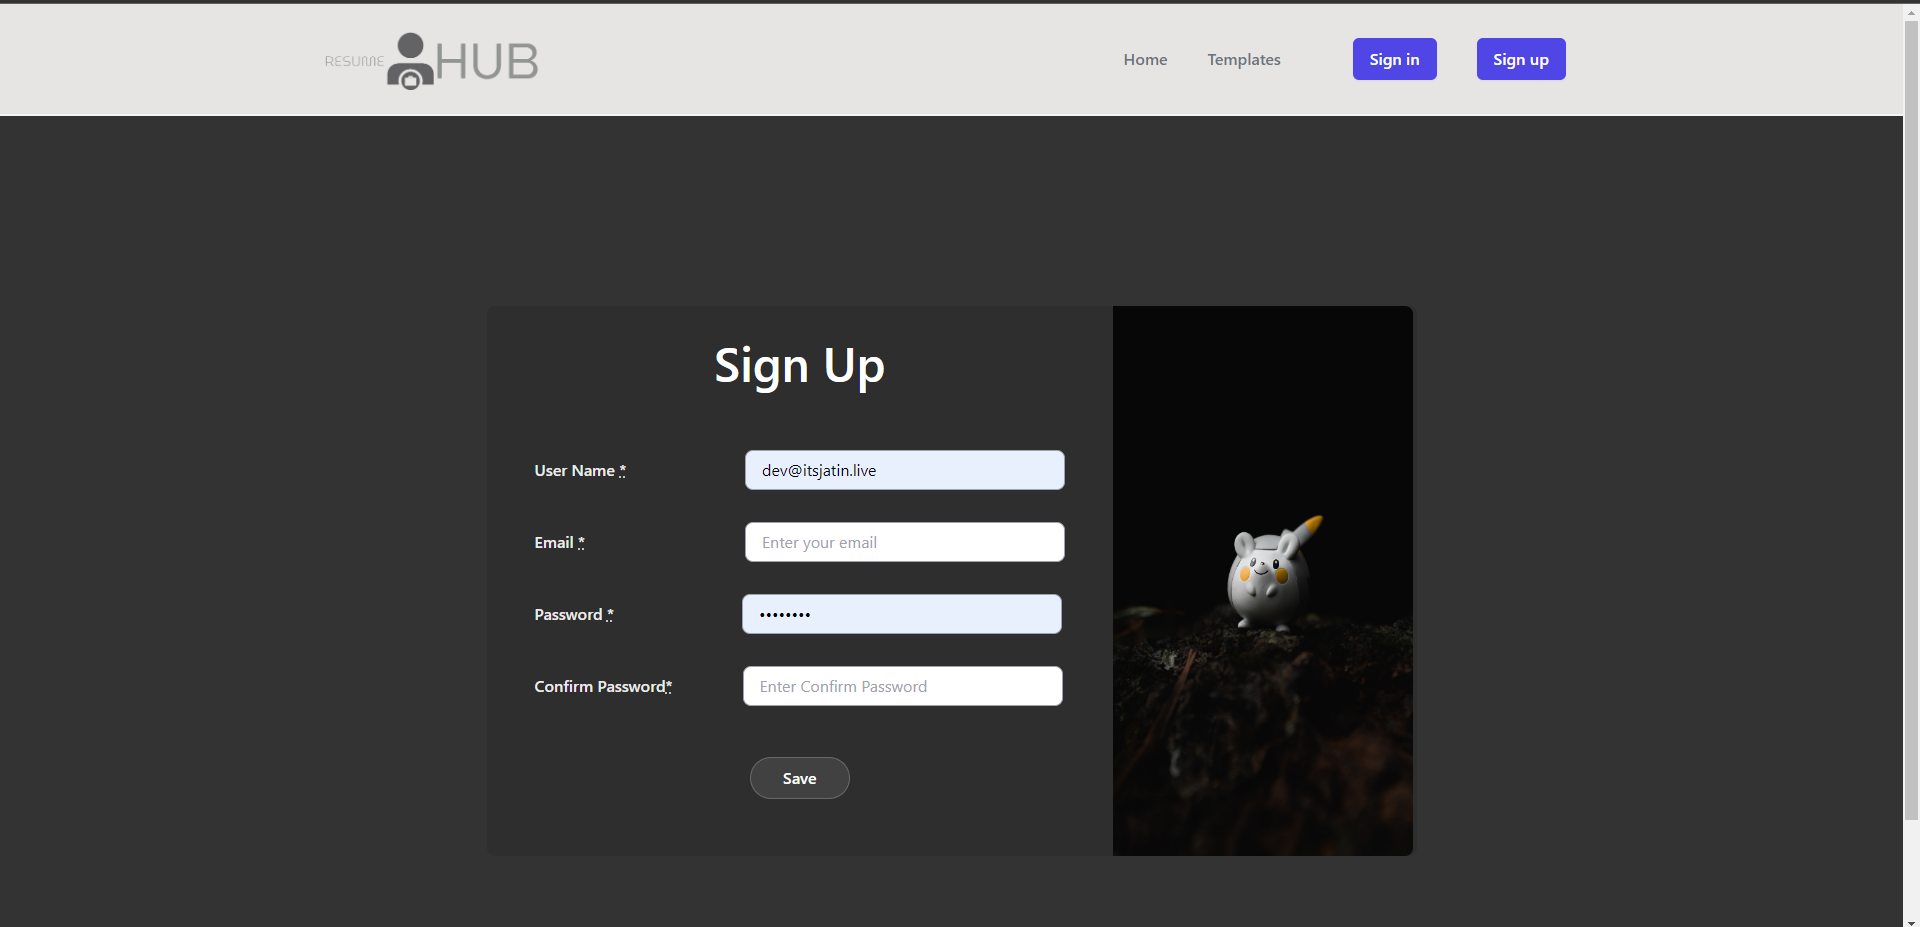 RESUME HUB
Home Templates Sign in Sign up
Sign Up
User Name * dev@itsjatin.live
Email * Enter your email
Password * ••••••••
Confirm Password* Enter Confirm Password
Save